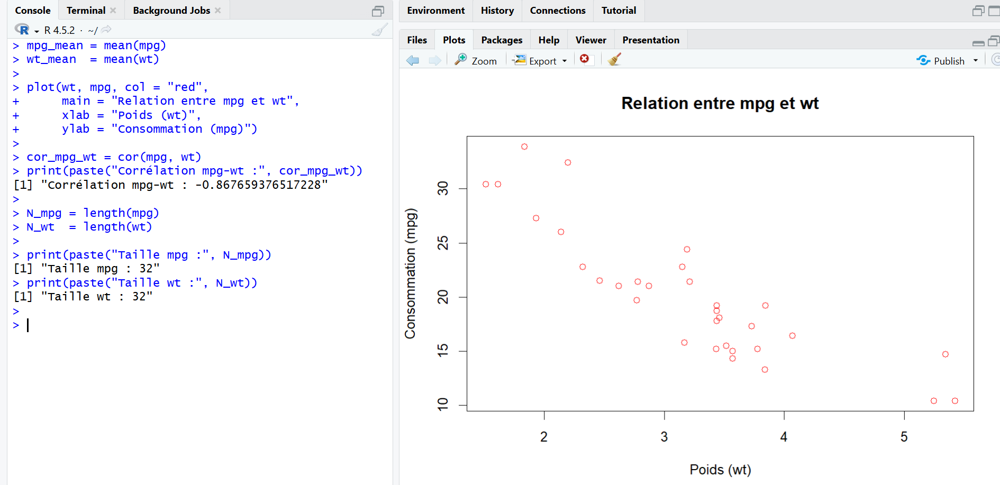 Console Terminal Background Jobs
R 4.5.2 · ~/
> mpg_mean = mean(mpg)
> wt_mean  = mean(wt)
>
> plot(wt, mpg, col = "red",
+      main = "Relation entre mpg et wt",
+      xlab = "Poids (wt)",
+      ylab = "Consommation (mpg)")
>
> cor_mpg_wt = cor(mpg, wt)
> print(paste("Corrélation mpg-wt :", cor_mpg_wt))
[1] "Corrélation mpg-wt : -0.867659376517228"
>
> N_mpg = length(mpg)
> N_wt  = length(wt)
>
> print(paste("Taille mpg :", N_mpg))
[1] "Taille mpg : 32"
> print(paste("Taille wt :", N_wt))
[1] "Taille wt : 32"
>
>
Environment History Connections Tutorial
Files Plots Packages Help Viewer Presentation
Zoom Export Publish
Relation entre mpg et wt
Consommation (mpg)
30
25
20
15
10
2 3 4 5
Poids (wt)